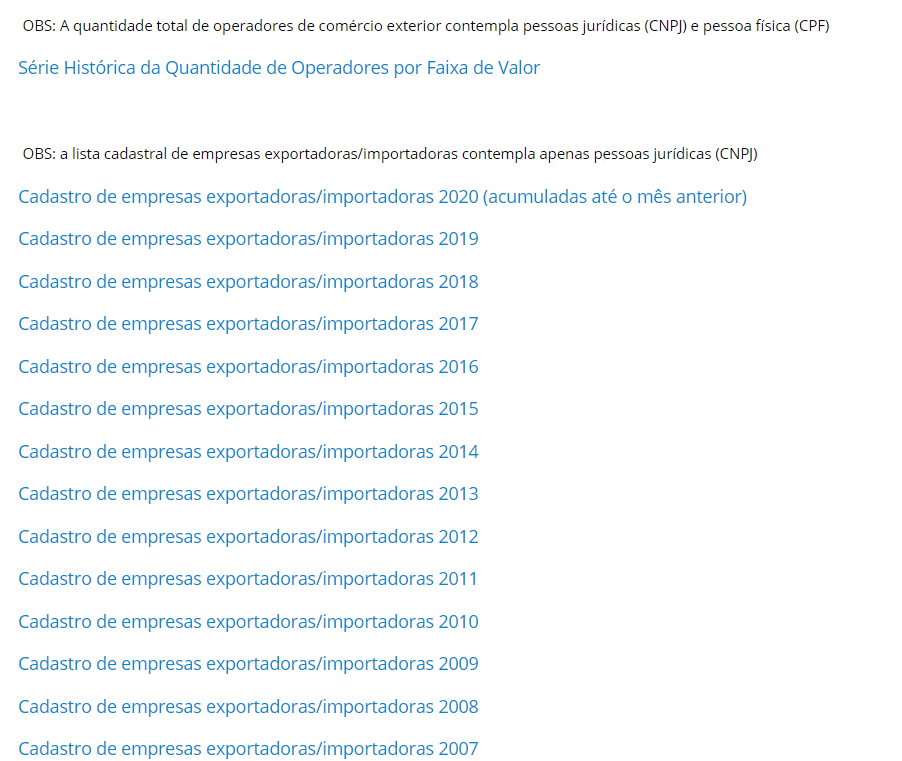 OBS: A quantidade total de operadores de comércio exterior contempla pessoas jurídicas (CNPJ) e pessoa física (CPF)
Série Histórica da Quantidade de Operadores por Faixa de Valor
OBS: a lista cadastral de empresas exportadoras/importadoras contempla apenas pessoas jurídicas (CNPJ)
Cadastro de empresas exportadoras/importadoras 2020 (acumuladas até o mês anterior)
Cadastro de empresas exportadoras/importadoras 2019
Cadastro de empresas exportadoras/importadoras 2018
Cadastro de empresas exportadoras/importadoras 2017
Cadastro de empresas exportadoras/importadoras 2016
Cadastro de empresas exportadoras/importadoras 2015
Cadastro de empresas exportadoras/importadoras 2014
Cadastro de empresas exportadoras/importadoras 2013
Cadastro de empresas exportadoras/importadoras 2012
Cadastro de empresas exportadoras/importadoras 2011
Cadastro de empresas exportadoras/importadoras 2010
Cadastro de empresas exportadoras/importadoras 2009
Cadastro de empresas exportadoras/importadoras 2008
Cadastro de empresas exportadoras/importadoras 2007